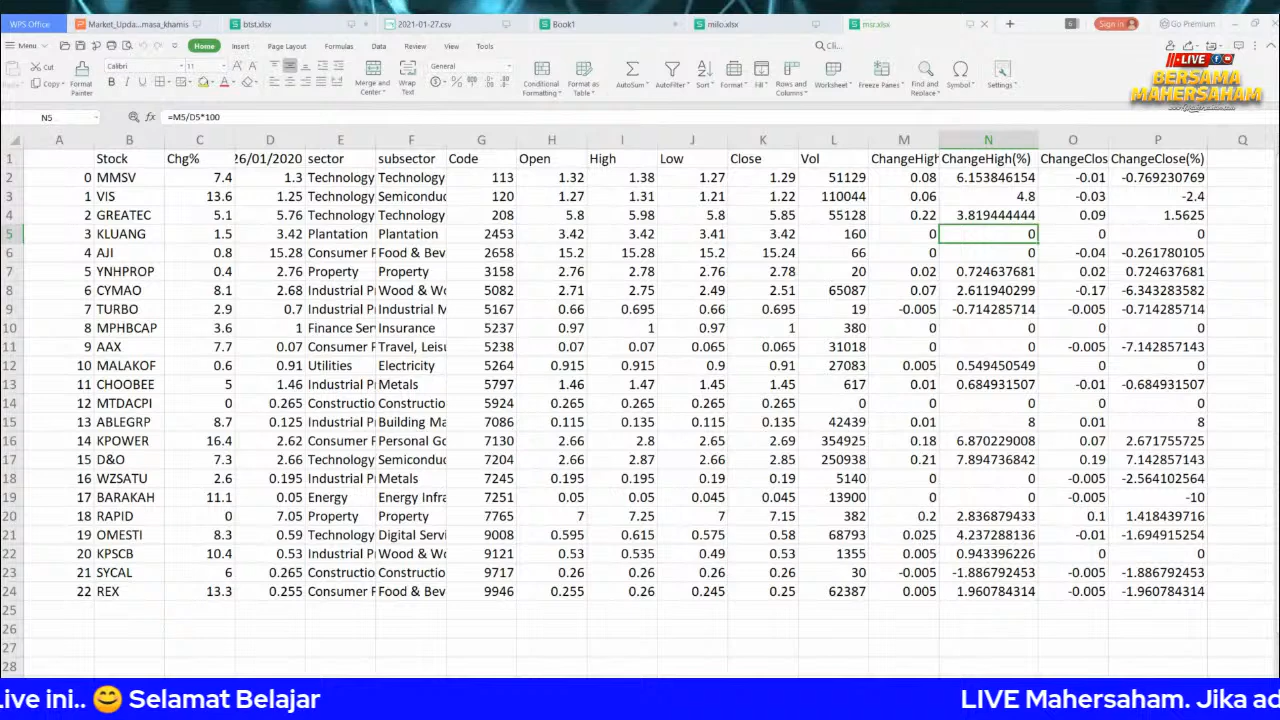 WPS Office Market_Upda...masa_khamis btst.xlsx 2021-01-27.csv Book1 milo.xlsx msr.xlsx 6 Sign in Go Premium
Menu Home Insert Page Layout Formulas Data Review View Tools Cli...
Cut Calibri 11 General
Copy Format Painter B I U Merge and Center Wrap Text Conditional Formatting Format as Table AutoSum AutoFilter Sort Format Fill Rows and Columns Worksheet Freeze Panes Find and Replace Symbol Settings
LIVE
BERSAMA
MAHERSAHAM
N5 fx =M5/D5*100
A B C D E F G H I J K L M N O P Q
1 Stock Chg% 26/01/2020 sector subsector Code Open High Low Close Vol ChangeHigh ChangeHigh(%) ChangeClos ChangeClose(%)
2 0 MMSV 7.4 1.3 Technology Technology 113 1.32 1.38 1.27 1.29 51129 0.08 6.153846154 -0.01 -0.769230769
3 1 VIS 13.6 1.25 Technology Semiconduc 120 1.27 1.31 1.21 1.22 110044 0.06 4.8 -0.03 -2.4
4 2 GREATEC 5.1 5.76 Technology Technology 208 5.8 5.98 5.8 5.85 55128 0.22 3.819444444 0.09 1.5625
5 3 KLUANG 1.5 3.42 Plantation Plantation 2453 3.42 3.42 3.41 3.42 160 0 0 0 0
6 4 AJI 0.8 15.28 Consumer F Food & Bev 2658 15.2 15.28 15.2 15.24 66 0 0 -0.04 -0.261780105
7 5 YNHPROP 0.4 2.76 Property Property 3158 2.76 2.78 2.76 2.78 20 0.02 0.724637681 0.02 0.724637681
8 6 CYMAO 8.1 2.68 Industrial P Wood & Wo 5082 2.71 2.75 2.49 2.51 65087 0.07 2.611940299 -0.17 -6.343283582
9 7 TURBO 2.9 0.7 Industrial P Industrial M 5167 0.66 0.695 0.66 0.695 19 -0.005 -0.714285714 -0.005 -0.714285714
10 8 MPHBCAP 3.6 1 Finance Ser Insurance 5237 0.97 1 0.97 1 380 0 0 0 0
11 9 AAX 7.7 0.07 Consumer F Travel, Leisu 5238 0.07 0.07 0.065 0.065 31018 0 0 -0.005 -7.142857143
12 10 MALAKOF 0.6 0.91 Utilities Electricity 5264 0.915 0.915 0.9 0.91 27083 0.005 0.549450549 0 0
13 11 CHOOBEE 5 1.46 Industrial P Metals 5797 1.46 1.47 1.45 1.45 617 0.01 0.684931507 -0.01 -0.684931507
14 12 MTDACPI 0 0.265 Constructio Constructio 5924 0.265 0.265 0.265 0.265 0 0 0 0 0
15 13 ABLEGRP 8.7 0.125 Industrial P Building Ma 7086 0.115 0.135 0.115 0.135 42439 0.01 8 0.01 8
16 14 KPOWER 16.4 2.62 Consumer F Personal Go 7130 2.66 2.8 2.65 2.69 354925 0.18 6.870229008 0.07 2.671755725
17 15 D&O 7.3 2.66 Technology Semiconduc 7204 2.66 2.87 2.66 2.85 250938 0.21 7.894736842 0.19 7.142857143
18 16 WZSATU 2.6 0.195 Industrial P Metals 7245 0.195 0.195 0.19 0.19 5140 0 0 -0.005 -2.564102564
19 17 BARAKAH 11.1 0.05 Energy Energy Infra 7251 0.05 0.05 0.045 0.045 13900 0 0 -0.005 -10
20 18 RAPID 0 7.05 Property Property 7765 7 7.25 7 7.15 382 0.2 2.836879433 0.1 1.418439716
21 19 OMESTI 8.3 0.59 Technology Digital Servi 9008 0.595 0.615 0.575 0.58 68793 0.025 4.237288136 -0.01 -1.694915254
22 20 KPSCB 10.4 0.53 Industrial P Wood & Wo 9121 0.53 0.535 0.49 0.53 1355 0.005 0.943396226 0 0
23 21 SYCAL 6 0.265 Constructio Constructio 9717 0.26 0.26 0.26 0.26 30 -0.005 -1.886792453 -0.005 -1.886792453
24 22 REX 13.3 0.255 Consumer F Food & Bev 9946 0.255 0.26 0.245 0.25 62387 0.005 1.960784314 -0.005 -1.960784314
25
26
27
28
Live ini.. 😊 Selamat Belajar LIVE Mahersaham. Jika ad